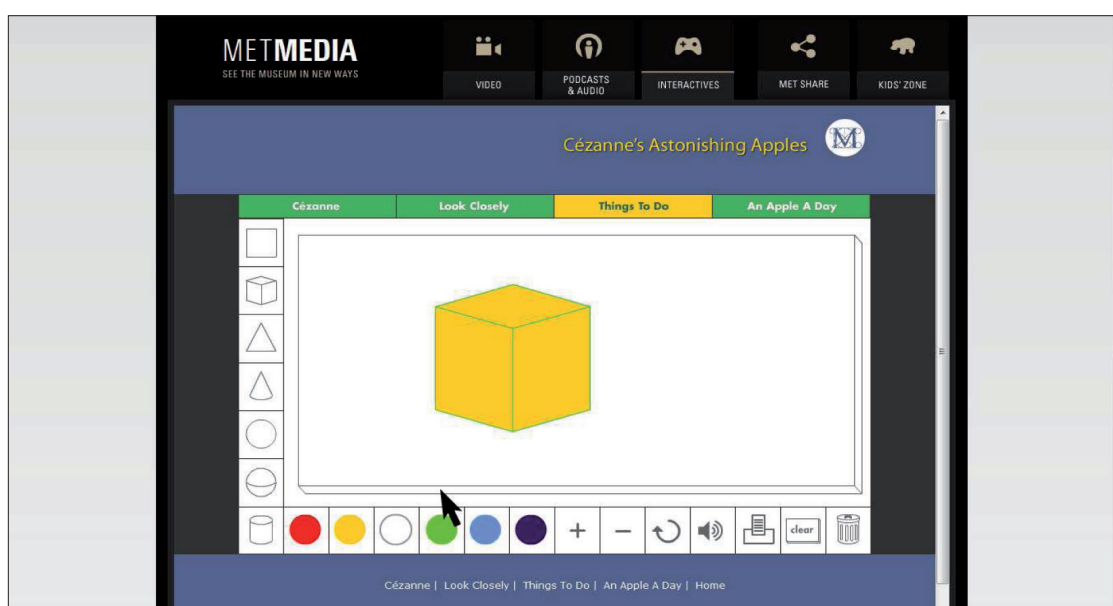 METMEDIA
SEE THE MUSEUM IN NEW WAYS
VIDEO
PODCASTS
& AUDIO
INTERACTIVES
MET SHARE
KIDS' ZONE
Cézanne's Astonishing Apples
M
Cézanne
Look Closely
Things To Do
An Apple A Day
clear
Cézanne | Look Closely | Things To Do | An Apple A Day | Home